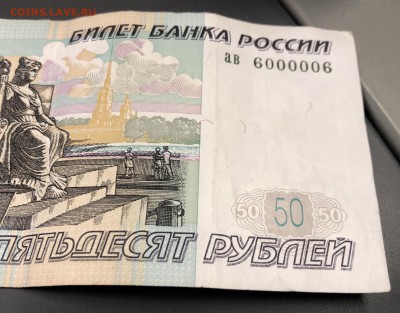 COINS.LAVE.RU
БИЛЕТ БАНКА РОССИИ
ав 6000006
50 50 50
ПЯТЬДЕСЯТ РУБЛЕЙ